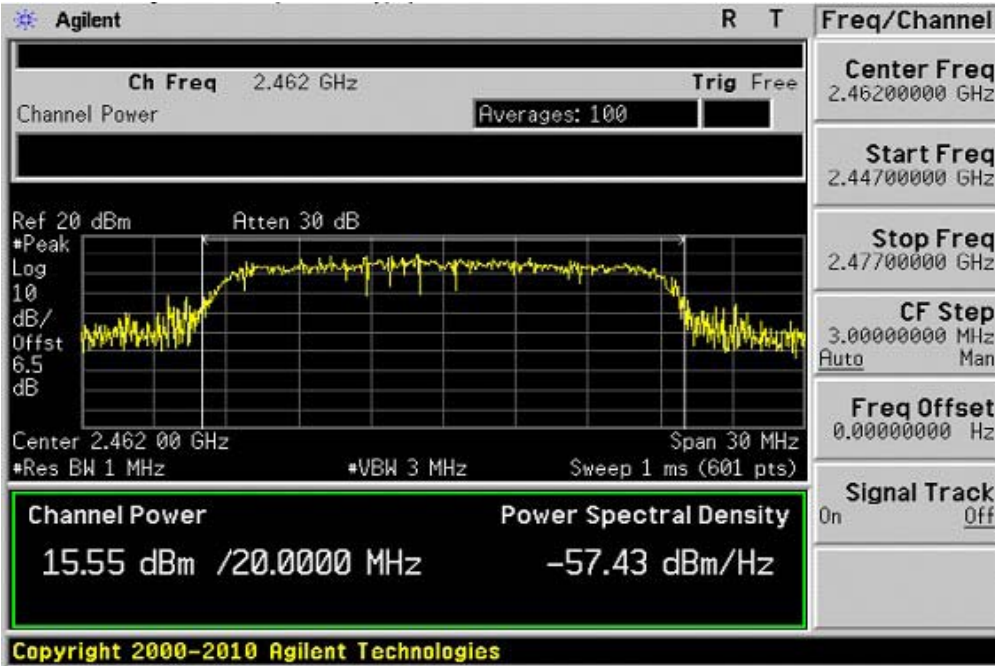 Agilent R T Freq/Channel
Ch Freq 2.462 GHz Trig Free
Channel Power Averages: 100
Center Freq
2.46200000 GHz
Start Freq
2.44700000 GHz
Stop Freq
2.47700000 GHz
CF Step
3.00000000 MHz
Auto Man
Freq Offset
0.00000000 Hz
Signal Track
On Off
Ref 20 dBm Atten 30 dB
#Peak
Log
10
dB/
Offst
6.5
dB
Center 2.462 00 GHz Span 30 MHz
#Res BW 1 MHz #VBW 3 MHz Sweep 1 ms (601 pts)
Channel Power Power Spectral Density
15.55 dBm /20.0000 MHz -57.43 dBm/Hz
Copyright 2000-2010 Agilent Technologies